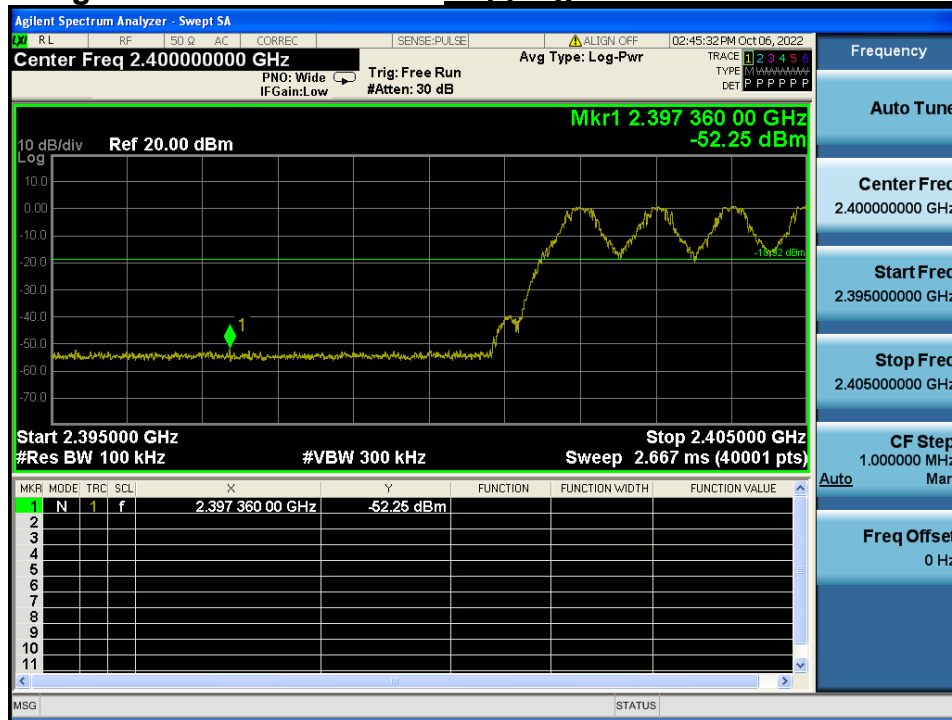 Agilent Spectrum Analyzer - Swept SA
LXI RL RF 50 Ω AC CORREC SENSE:PULSE ALIGN OFF 02:45:32 PM Oct 06, 2022
Center Freq 2.400000000 GHz
PNO: Wide
IFGain:Low
Trig: Free Run
#Atten: 30 dB
Avg Type: Log-Pwr
TRACE 1 2 3 4 5 6
TYPE M WWWWW
DET P P P P P P
Mkr1 2.397 360 00 GHz
-52.25 dBm
10 dB/div Ref 20.00 dBm
Log
10.0
0.00
-10.0
-20.0
-30.0
-40.0
-50.0
-60.0
-70.0
1
Start 2.395000 GHz Stop 2.405000 GHz
#Res BW 100 kHz #VBW 300 kHz Sweep 2.667 ms (40001 pts)
MKR MODE TRC SCL X Y FUNCTION FUNCTION WIDTH FUNCTION VALUE
1 N 1 f 2.397 360 00 GHz -52.25 dBm
2
3
4
5
6
7
8
9
10
11
MSG STATUS
Frequency
Auto Tune
Center Freq
2.400000000 GHz
Start Freq
2.395000000 GHz
Stop Freq
2.405000000 GHz
CF Step
1.000000 MHz
Auto Man
Freq Offset
0 Hz